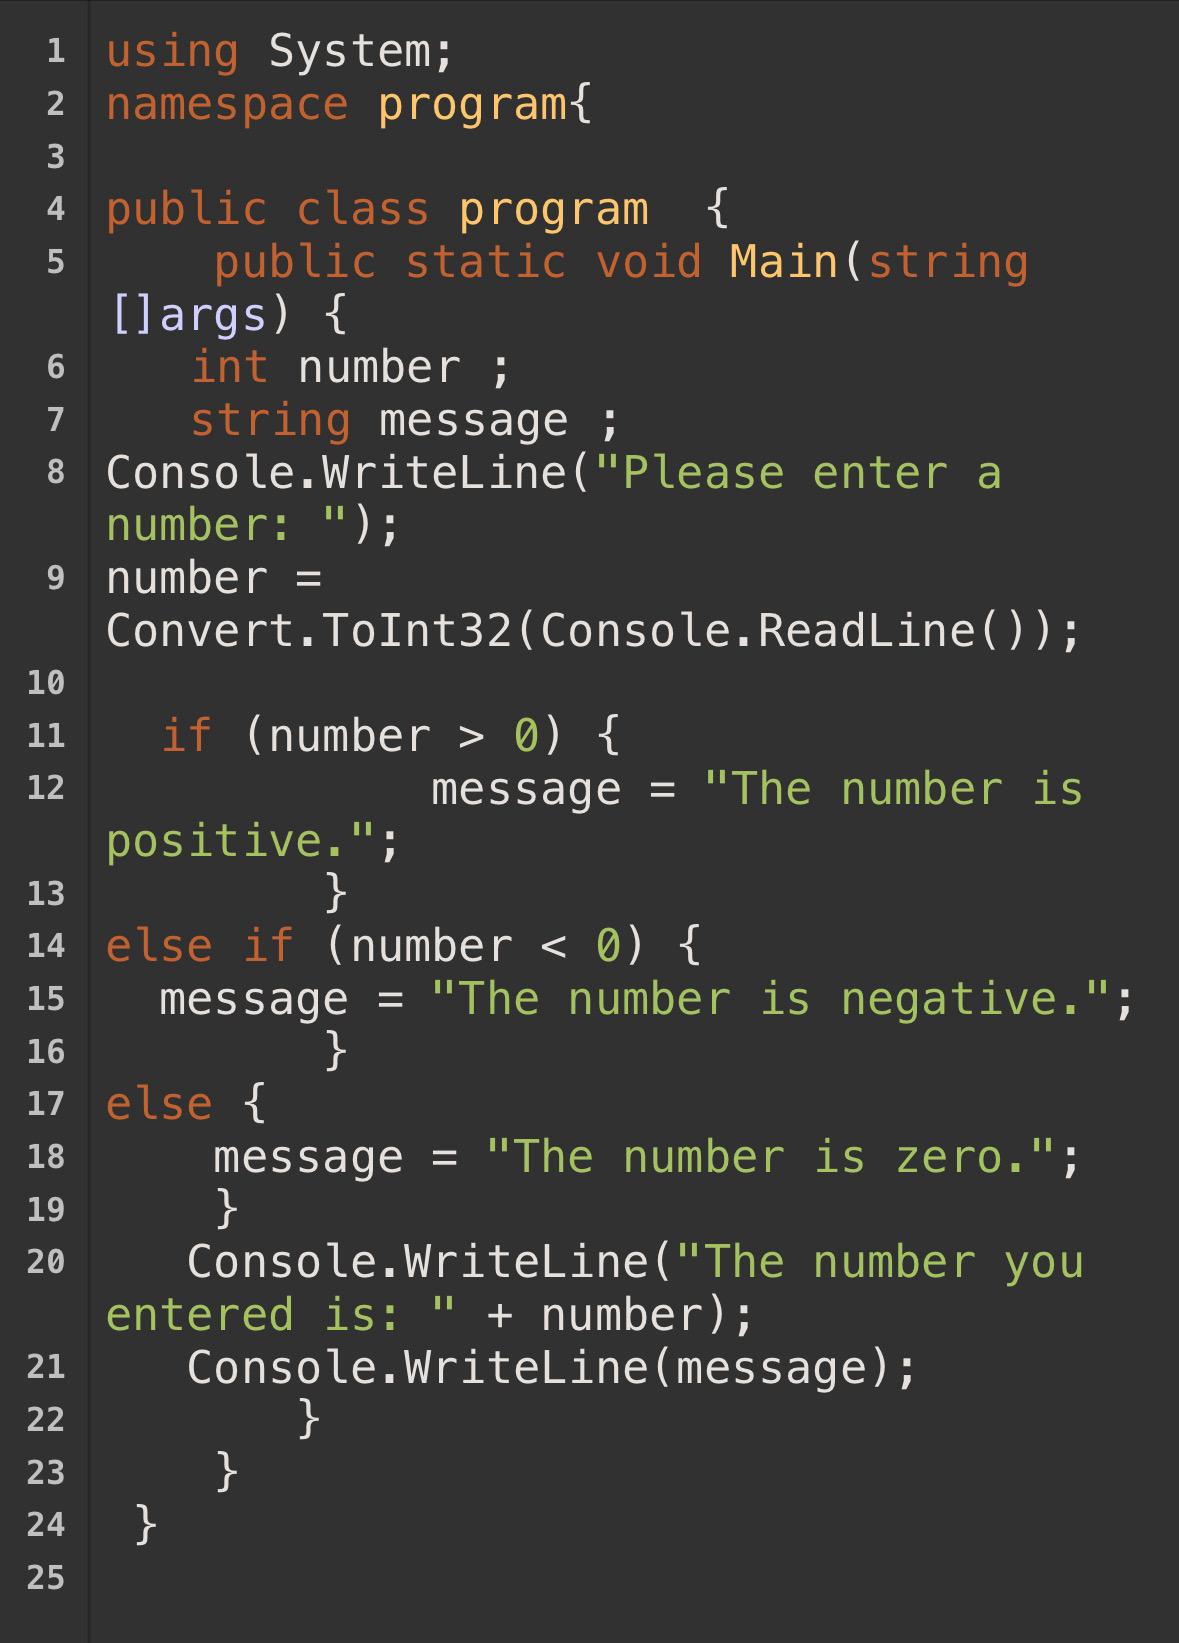 1 using System;
2 namespace program{
3
4 public class program  {
5     public static void Main(string
[]args) {
6    int number ;
7    string message ;
8 Console.WriteLine("Please enter a
number: ");
9 number =
Convert.ToInt32(Console.ReadLine());
10
11   if (number > 0) {
12             message = "The number is
positive.";
13         }
14 else if (number < 0) {
15   message = "The number is negative.";
16         }
17 else {
18     message = "The number is zero.";
19     }
20    Console.WriteLine("The number you
entered is: " + number);
21    Console.WriteLine(message);
22        }
23     }
24  }
25